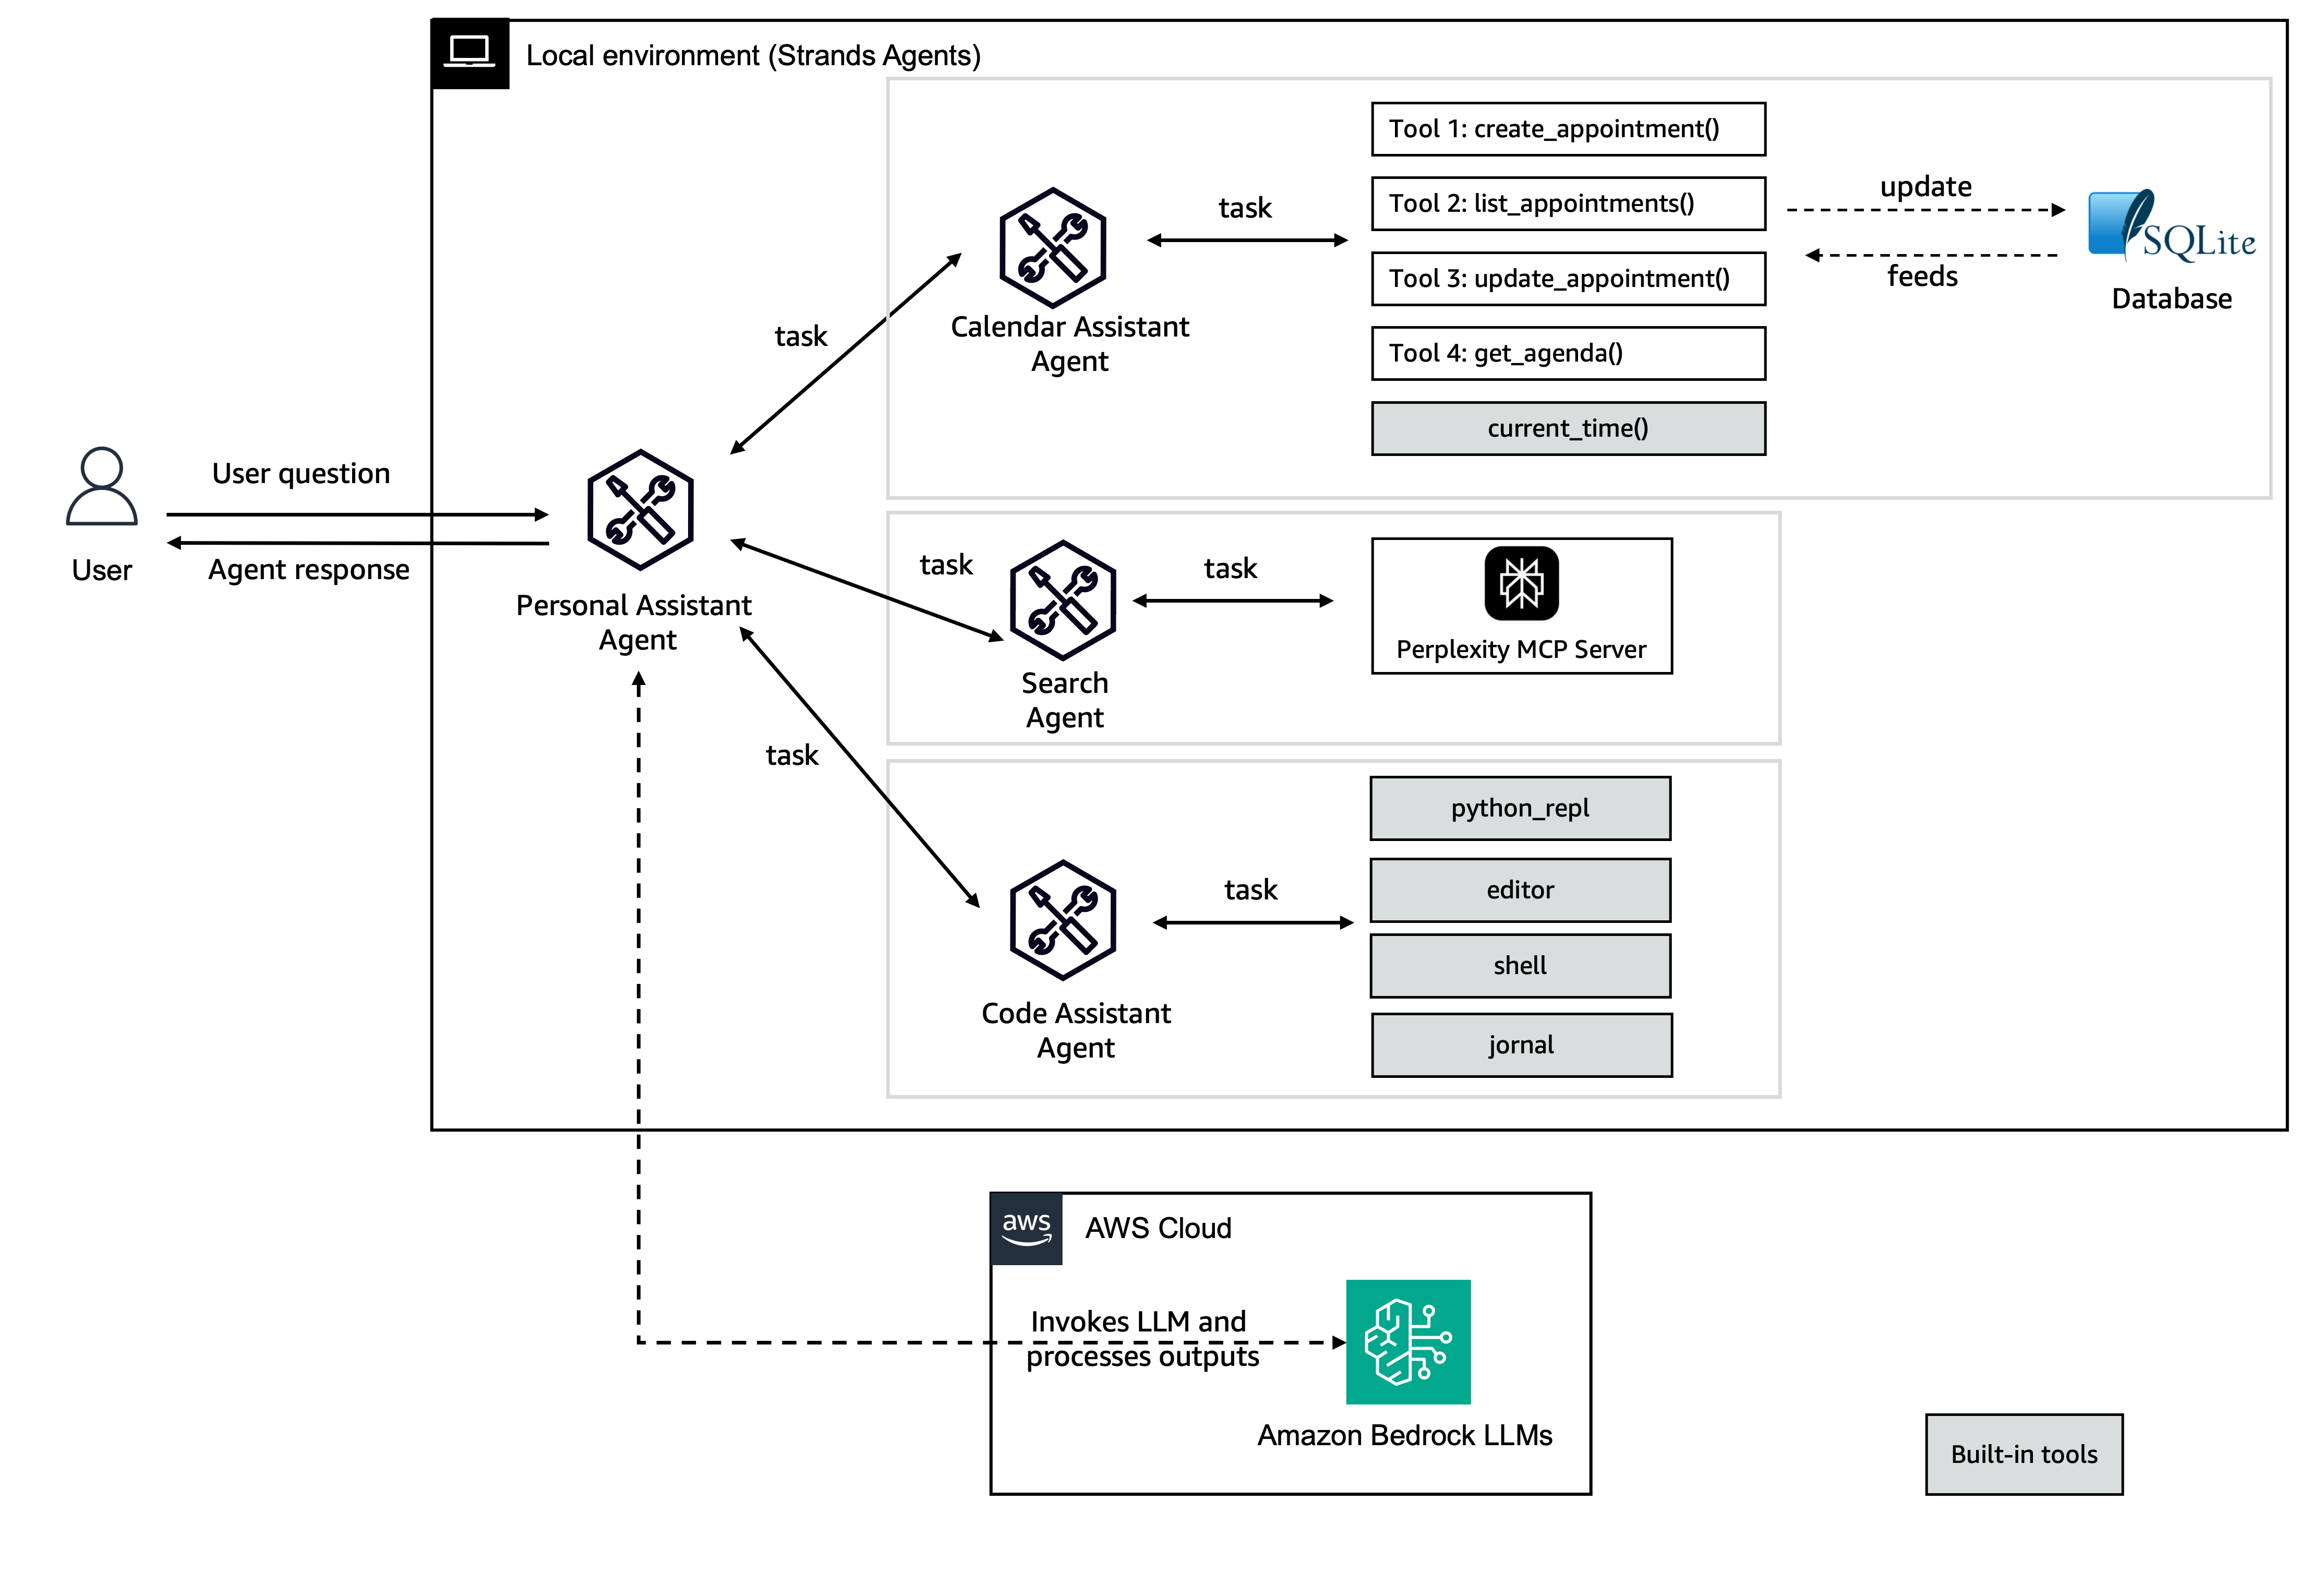 Local environment (Strands Agents)
Tool 1: create_appointment()
Tool 2: list_appointments()
Tool 3: update_appointment()
Tool 4: get_agenda()
current_time()
task
update
feeds
SQLite
Database
Calendar Assistant
Agent
task
User question
Agent response
User
Personal Assistant
Agent
task
task
Search
Agent
Perplexity MCP Server
task
python_repl
editor
shell
jornal
task
Code Assistant
Agent
aws
AWS Cloud
Invokes LLM and
processes outputs
Amazon Bedrock LLMs
Built-in tools